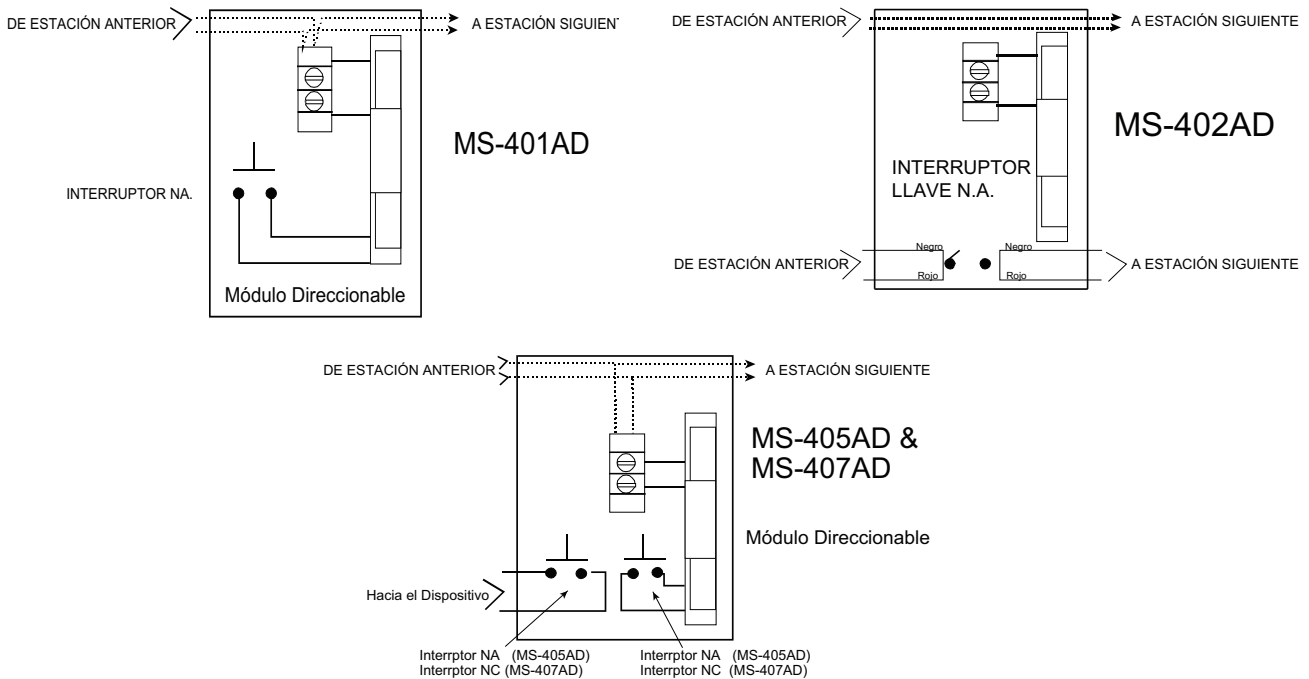 DE ESTACIÓN ANTERIOR
A ESTACIÓN SIGUIEN
MS-401AD
INTERRUPTOR NA.
Módulo Direccionable
DE ESTACIÓN ANTERIOR
A ESTACIÓN SIGUIENTE
MS-402AD
INTERRUPTOR
LLAVE N.A.
Negro
Negro
DE ESTACIÓN ANTERIOR
A ESTACIÓN SIGUIENTE
Rojo
Rojo
DE ESTACIÓN ANTERIOR
A ESTACIÓN SIGUIENTE
MS-405AD &
MS-407AD
Módulo Direccionable
Hacia el Dispositivo
Interrptor NA (MS-405AD)
Interrptor NC (MS-407AD)
Interrptor NA (MS-405AD)
Interrptor NC (MS-407AD)